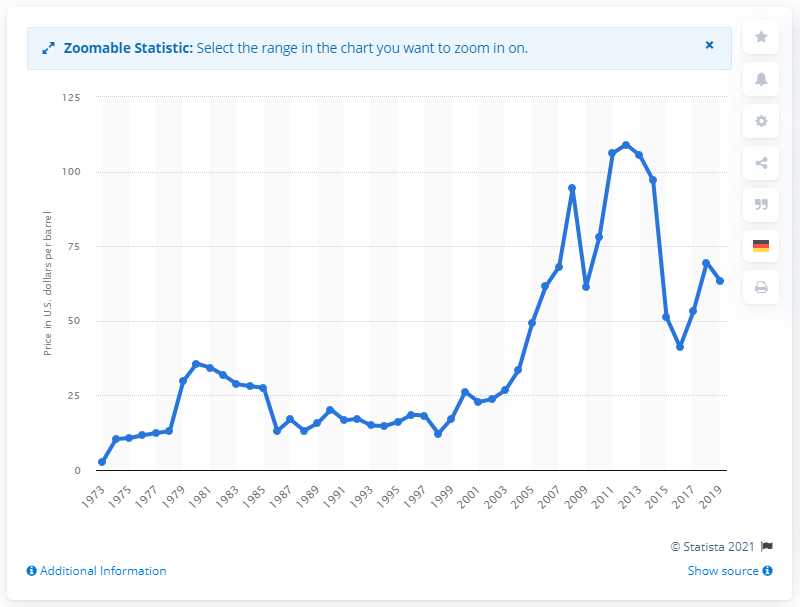 Zoomable Statistic: Select the range in the chart you want to zoom in on. ×
125
100
75
50
25
0
Price in U.S. dollars per barrel
1973 1975 1977 1979 1981 1983 1985 1987 1989 1991 1993 1995 1997 1999 2001 2003 2005 2007 2009 2011 2013 2015 2017 2019
© Statista 2021
Additional Information
Show source